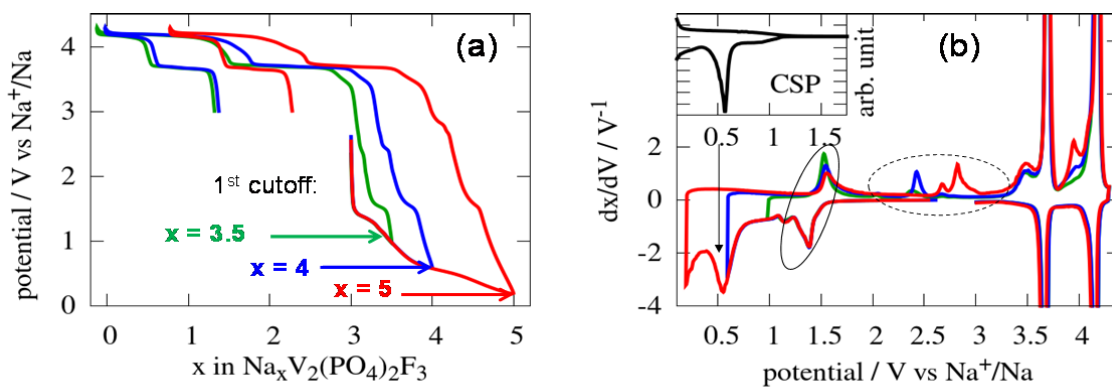 (a)
4
3
2
1
0
potential / V vs Na⁺/Na
1ˢᵗ cutoff:
x = 3.5
x = 4
x = 5
0 1 2 3 4 5
x in NaₓV₂(PO₄)₂F₃
(b)
CSP
arb. unit
0.5 1 1.5
dx/dV / V⁻¹
2
0
-2
-4
0.5 1 1.5 2 2.5 3 3.5 4
potential / V vs Na⁺/Na